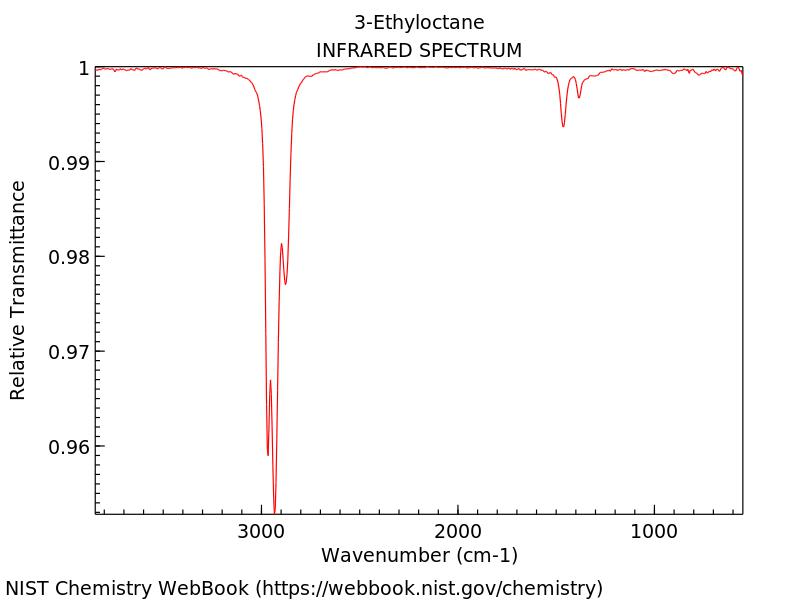 3-Ethyloctane
INFRARED SPECTRUM
1
0.99
0.98
0.97
0.96
Relative Transmittance
3000 2000 1000
Wavenumber (cm-1)
NIST Chemistry WebBook (https://webbook.nist.gov/chemistry)